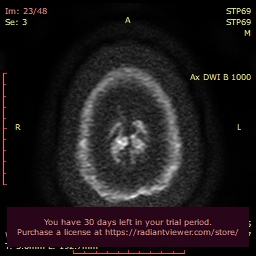 Im: 23/48
Se: 3
STP69
STP69
M
A
Ax DWI B 1000
R
L
You have 30 days left in your trial period.
Purchase a license at https://radiantviewer.com/store/